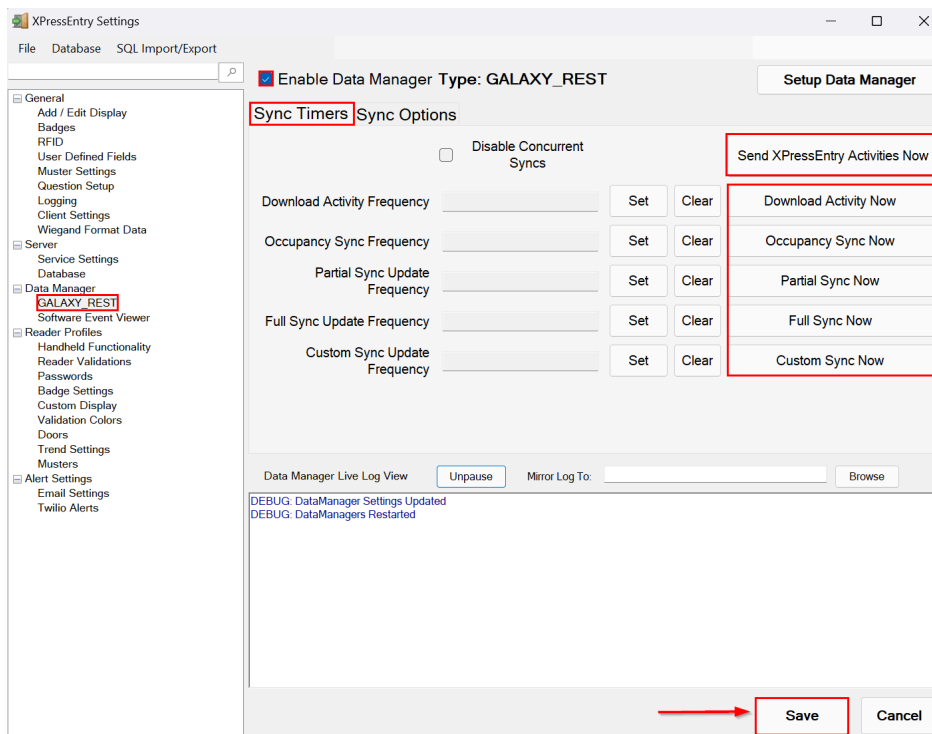 XPressEntry Settings
File Database SQL Import/Export
Enable Data Manager Type: GALAXY_REST
Setup Data Manager
General
Add / Edit Display
Badges
RFID
User Defined Fields
Muster Settings
Question Setup
Logging
Client Settings
Wiegand Format Data
Server
Service Settings
Database
Data Manager
GALAXY_REST
Software Event Viewer
Reader Profiles
Handheld Functionality
Reader Validations
Passwords
Badge Settings
Custom Display
Validation Colors
Doors
Trend Settings
Musters
Alert Settings
Email Settings
Twilio Alerts
Sync Timers Sync Options
Disable Concurrent
Syncs
Send XPressEntry Activities Now
Download Activity Frequency Set Clear Download Activity Now
Occupancy Sync Frequency Set Clear Occupancy Sync Now
Partial Sync Update
Frequency Set Clear Partial Sync Now
Full Sync Update Frequency Set Clear Full Sync Now
Custom Sync Update
Frequency Set Clear Custom Sync Now
Data Manager Live Log View Unpause Mirror Log To: Browse
DEBUG: DataManager Settings Updated
DEBUG: DataManagers Restarted
Save Cancel